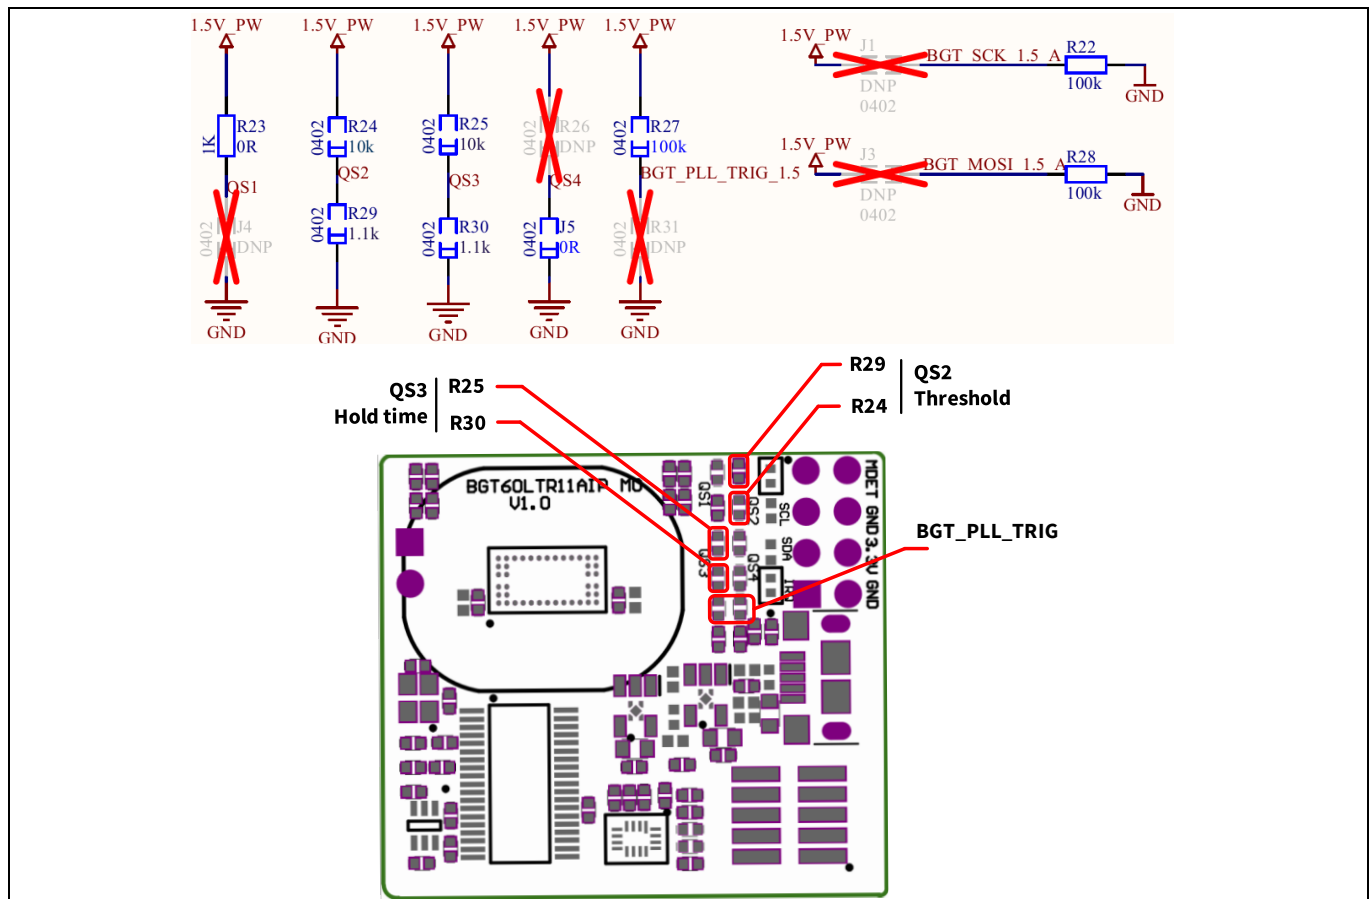 1.5V_PW 1.5V_PW 1.5V_PW 1.5V_PW 1.5V_PW
1.5V_PW J1 BGT_SCK_1.5_A R22
DNP 100k
0402 GND
1K R23 0402 R24 0402 R25 0402 R26 0402 R27
0R 10k 10k DNP 100k
1.5V_PW J3 BGT_MOSI_1.5_A R28
DNP 100k
0402 GND
QS1 QS2 QS3 QS4 BGT_PLL_TRIG_1.5
0402 J4 0402 R29 0402 R30 0402 J5 0402 R31
DNP 1.1k 1.1k 0R DNP
GND GND GND GND GND
QS3 R25
Hold time R30
R29 QS2
R24 Threshold
BGT_PLL_TRIG
BGT60LTR11AIP M0
V1.0
QS1
QS2
QS3
QS4
SCL
SDA
IRQ
MDET GND 3.3V GND